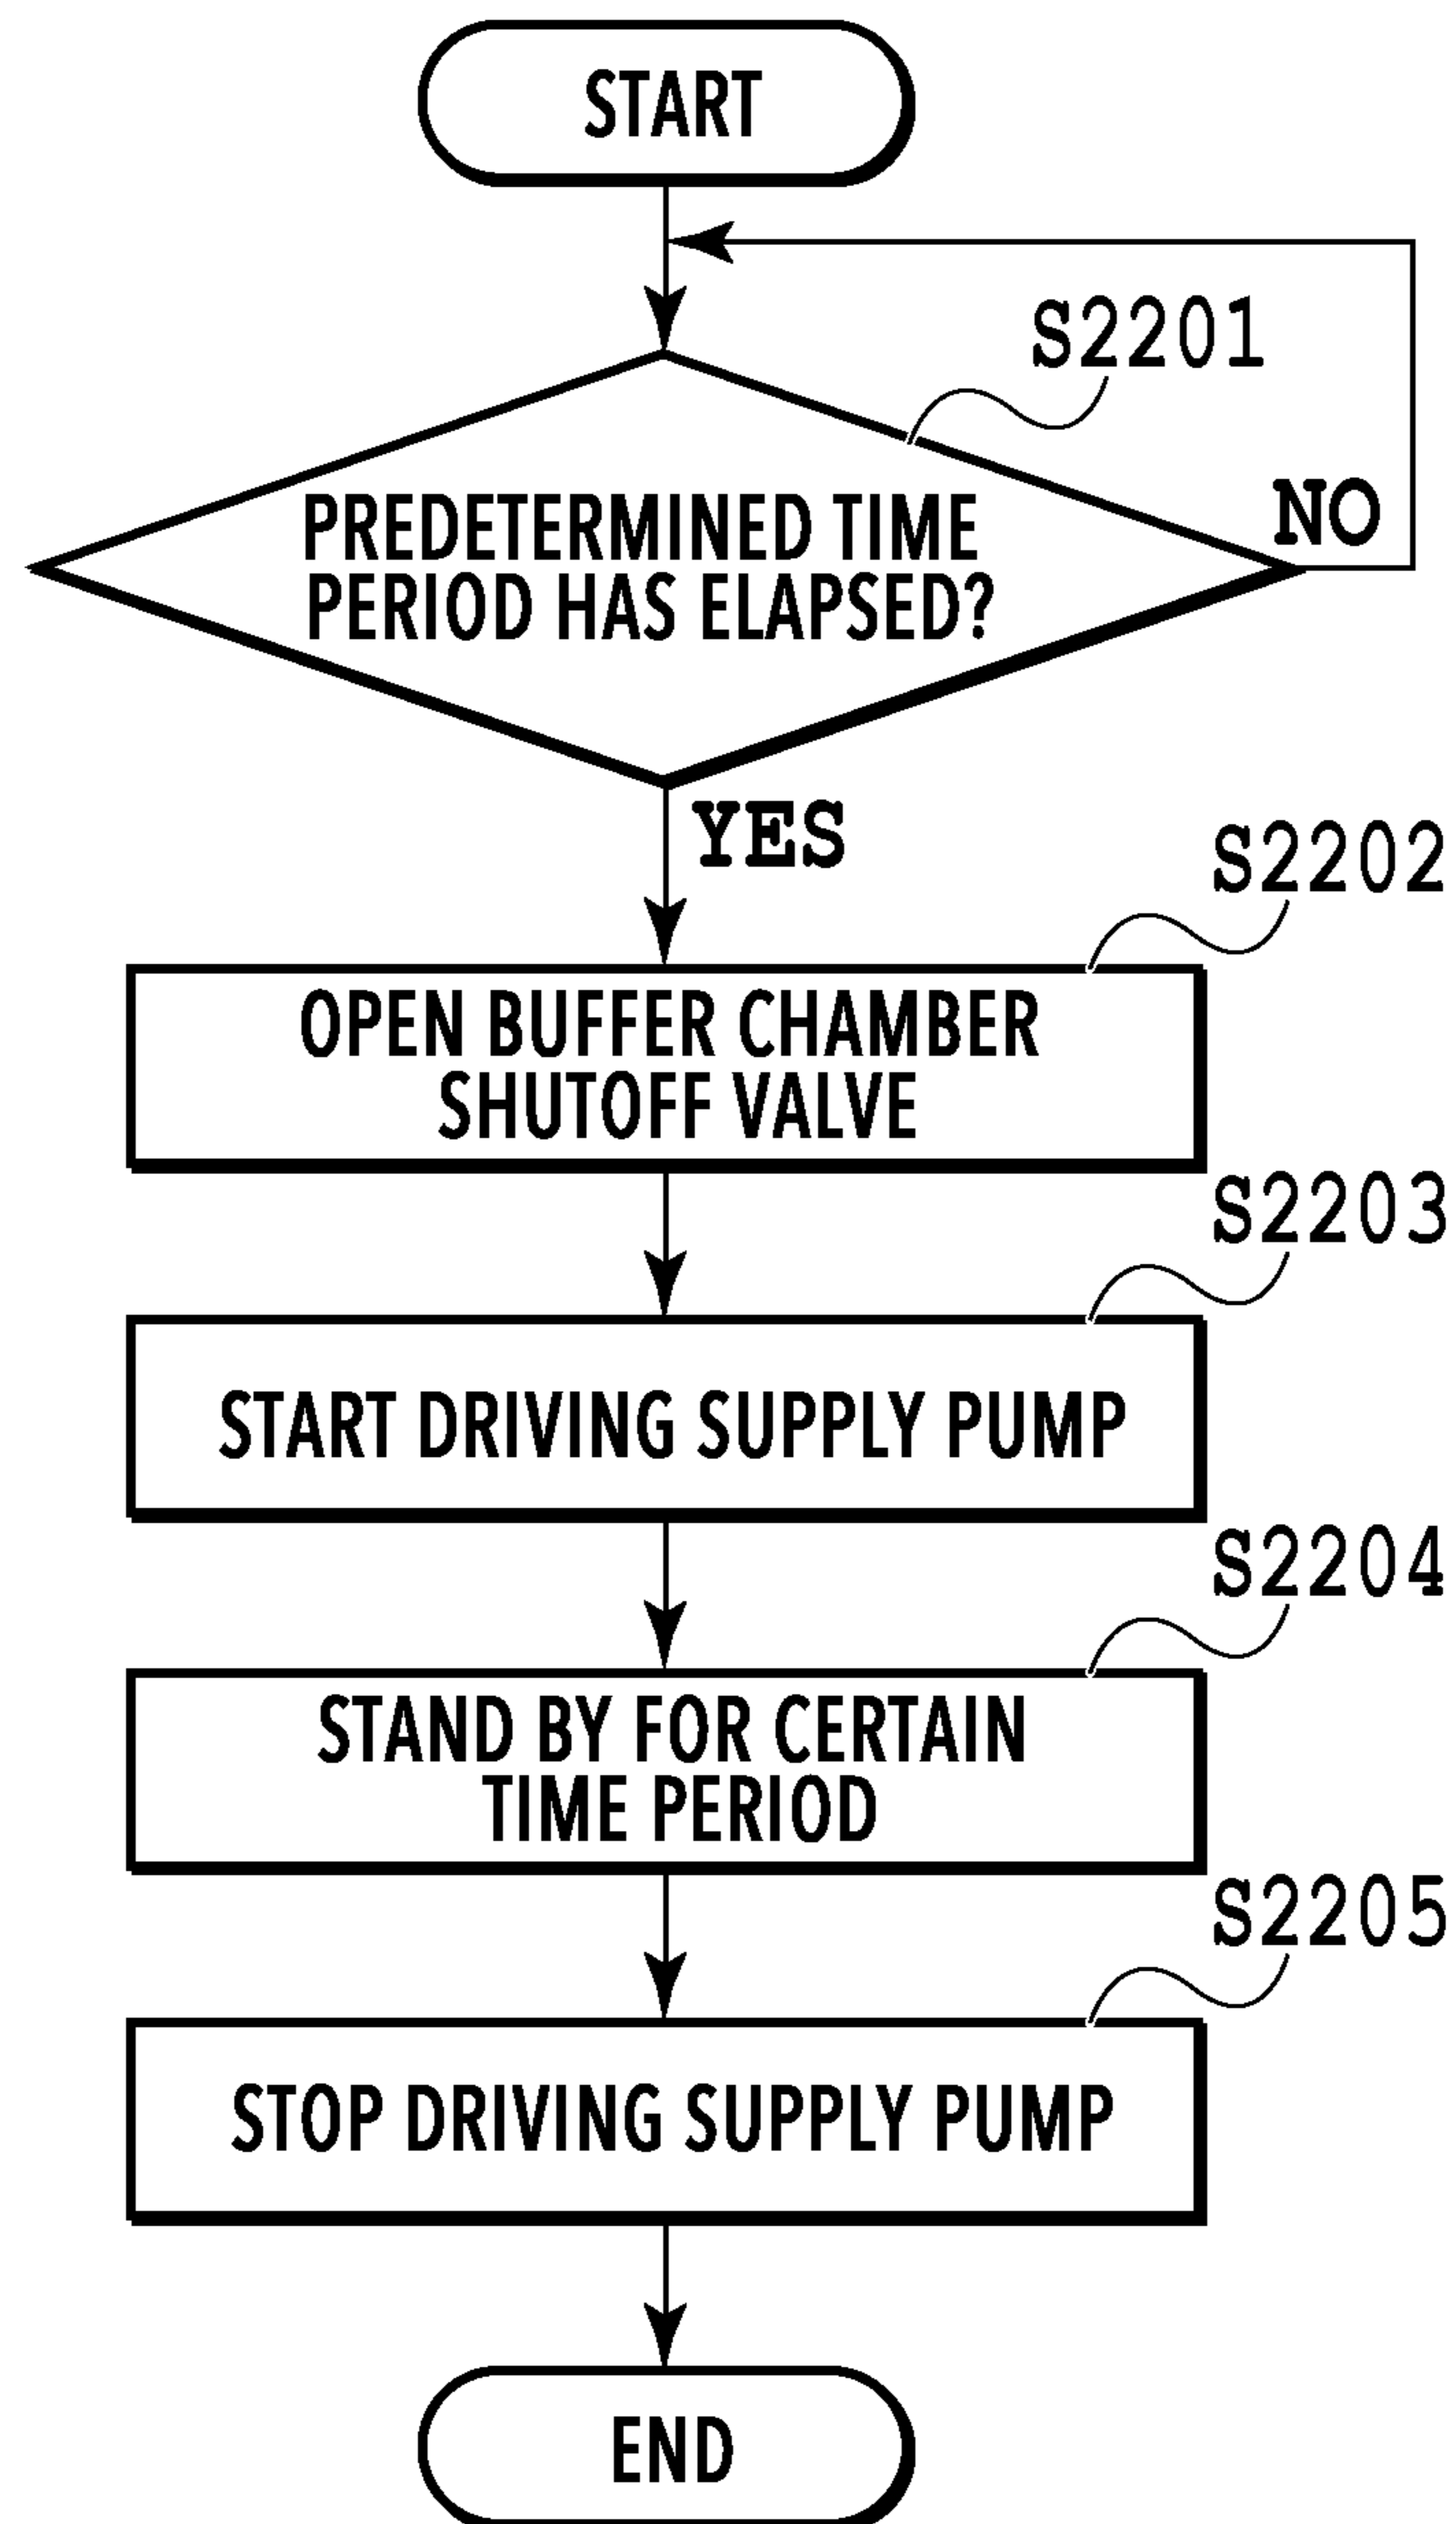 START
S2201
NO
PREDETERMINED TIME
PERIOD HAS ELAPSED?
YES
S2202
OPEN BUFFER CHAMBER
SHUTOFF VALVE
S2203
START DRIVING SUPPLY PUMP
S2204
STAND BY FOR CERTAIN
TIME PERIOD
S2205
STOP DRIVING SUPPLY PUMP
END